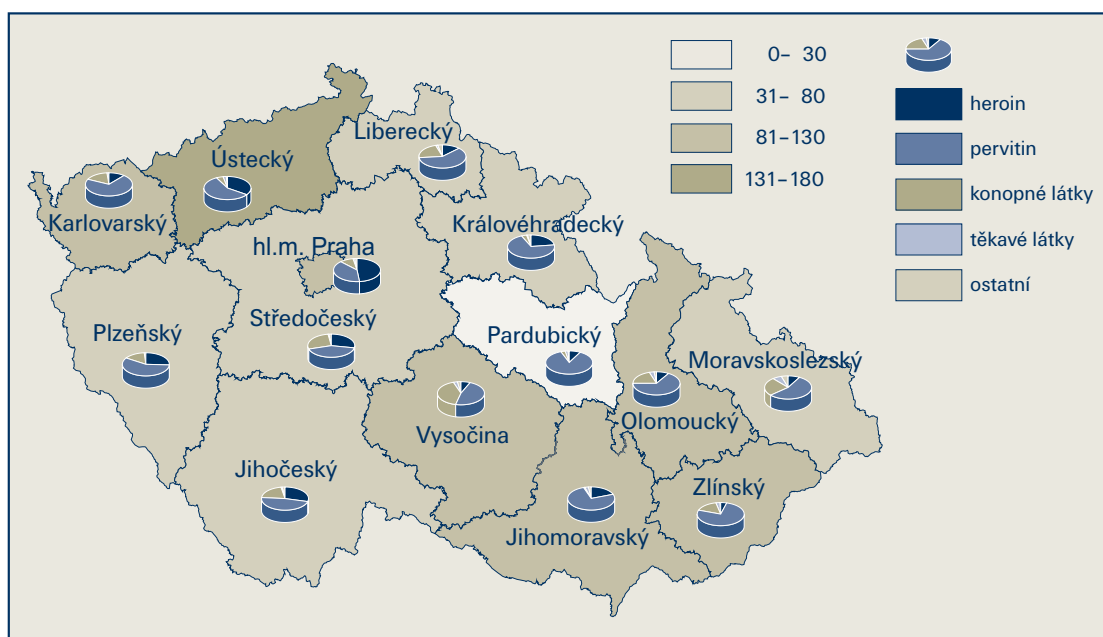 0– 30
31– 80
81–130
131–180
heroin
pervitin
konopné látky
těkavé látky
ostatní
Liberecký
Ústecký
Karlovarský
Královéhradecký
hl.m. Praha
Středočeský
Plzeňský
Pardubický
Moravskoslezský
Olomoucký
Vysočina
Jihočeský
Zlínský
Jihomoravský